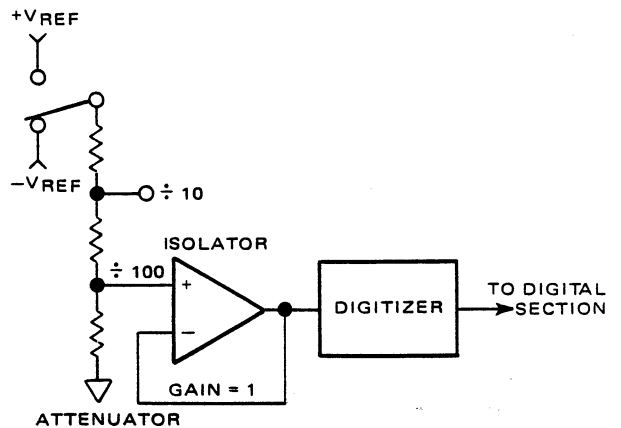 +VREF
−VREF
÷ 10
ISOLATOR
÷ 100
+
−
GAIN = 1
DIGITIZER
TO DIGITAL
SECTION
ATTENUATOR